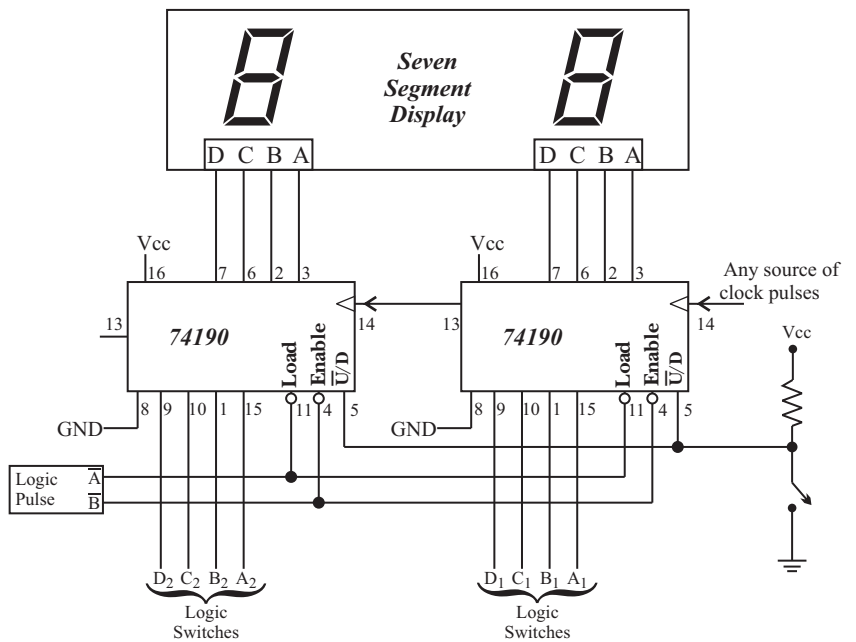 Seven
Segment
Display
D C B A
D C B A
Vcc
16 7 6 2 3
Vcc
16 7 6 2 3
Any source of
clock pulses
13
74190
14
13
74190
14
Load
Enable
U̅/D
Load
Enable
U̅/D
Vcc
8 9 10 1 15 11 4 5
8 9 10 1 15 11 4 5
GND
GND
Logic
Pulse
A̅
B̅
D₂ C₂ B₂ A₂
D₁ C₁ B₁ A₁
Logic
Switches
Logic
Switches